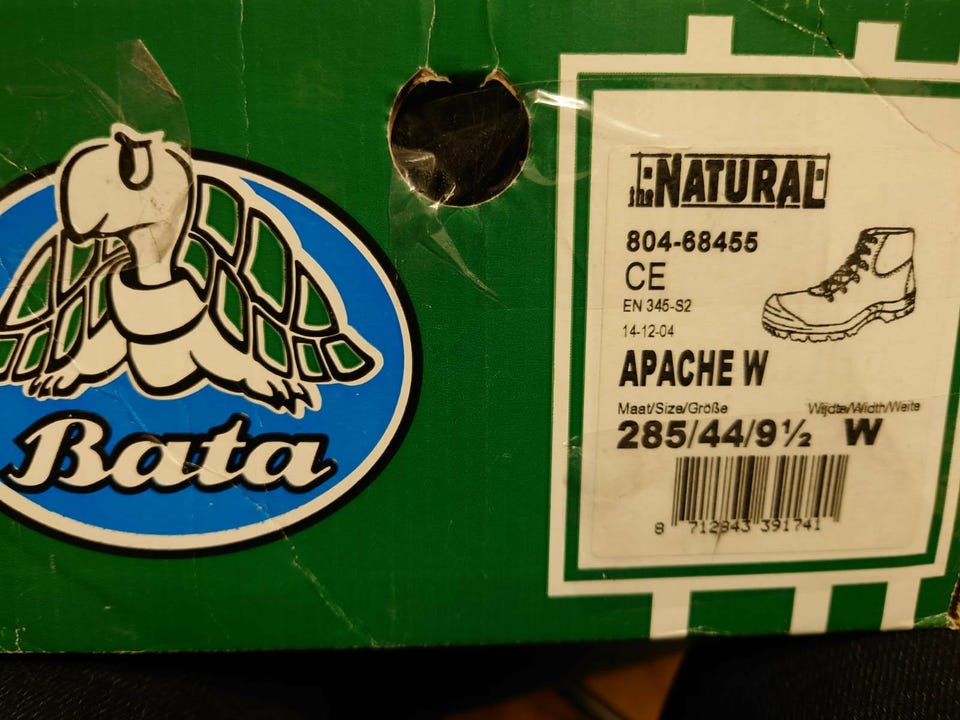 Bata
the NATURAL
804-68455
CE
EN 345-S2
14-12-04
APACHE W
Maat/Size/Größe Wijdte/Width/Weite
285/44/9½ W
8 712843 391741